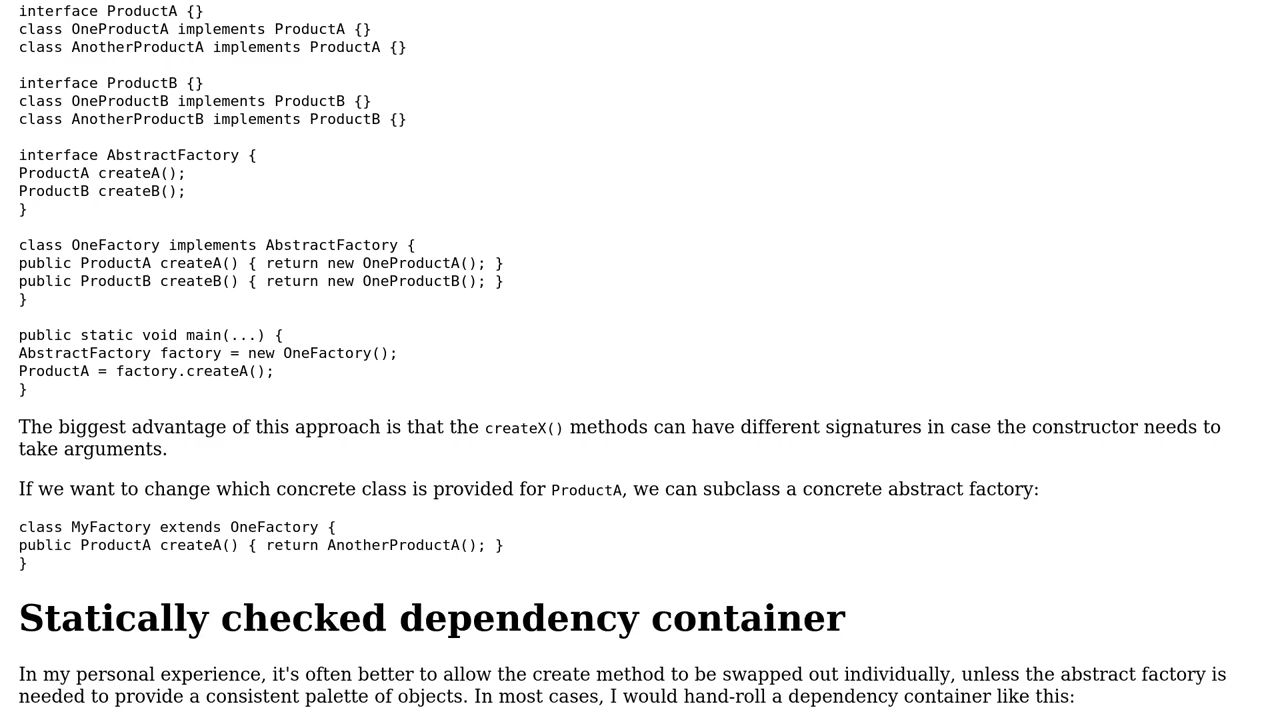 interface ProductA {}
class OneProductA implements ProductA {}
class AnotherProductA implements ProductA {}
interface ProductB {}
class OneProductB implements ProductB {}
class AnotherProductB implements ProductB {}
interface AbstractFactory {
ProductA createA();
ProductB createB();
}
class OneFactory implements AbstractFactory {
public ProductA createA() { return new OneProductA(); }
public ProductB createB() { return new OneProductB(); }
}
public static void main(...) {
AbstractFactory factory = new OneFactory();
ProductA = factory.createA();
}
The biggest advantage of this approach is that the createX() methods can have different signatures in case the constructor needs to
take arguments.
If we want to change which concrete class is provided for ProductA, we can subclass a concrete abstract factory:
class MyFactory extends OneFactory {
public ProductA createA() { return AnotherProductA(); }
}
Statically checked dependency container
In my personal experience, it's often better to allow the create method to be swapped out individually, unless the abstract factory is
needed to provide a consistent palette of objects. In most cases, I would hand-roll a dependency container like this: